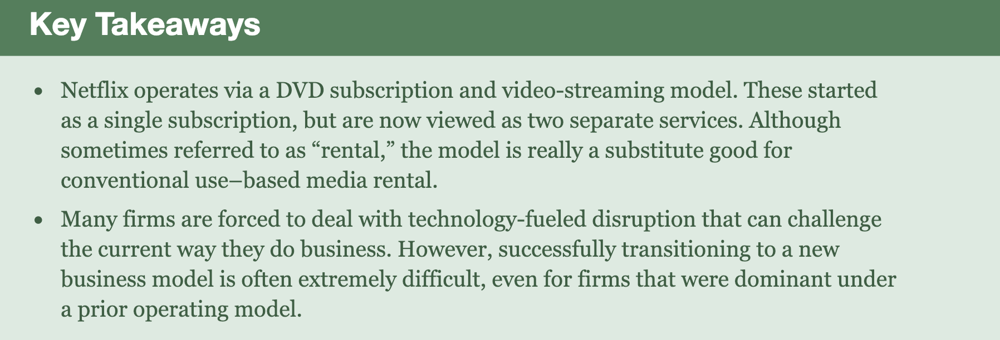 Key Takeaways
• Netflix operates via a DVD subscription and video-streaming model. These started
as a single subscription, but are now viewed as two separate services. Although
sometimes referred to as “rental,” the model is really a substitute good for
conventional use–based media rental.
• Many firms are forced to deal with technology-fueled disruption that can challenge
the current way they do business. However, successfully transitioning to a new
business model is often extremely difficult, even for firms that were dominant under
a prior operating model.